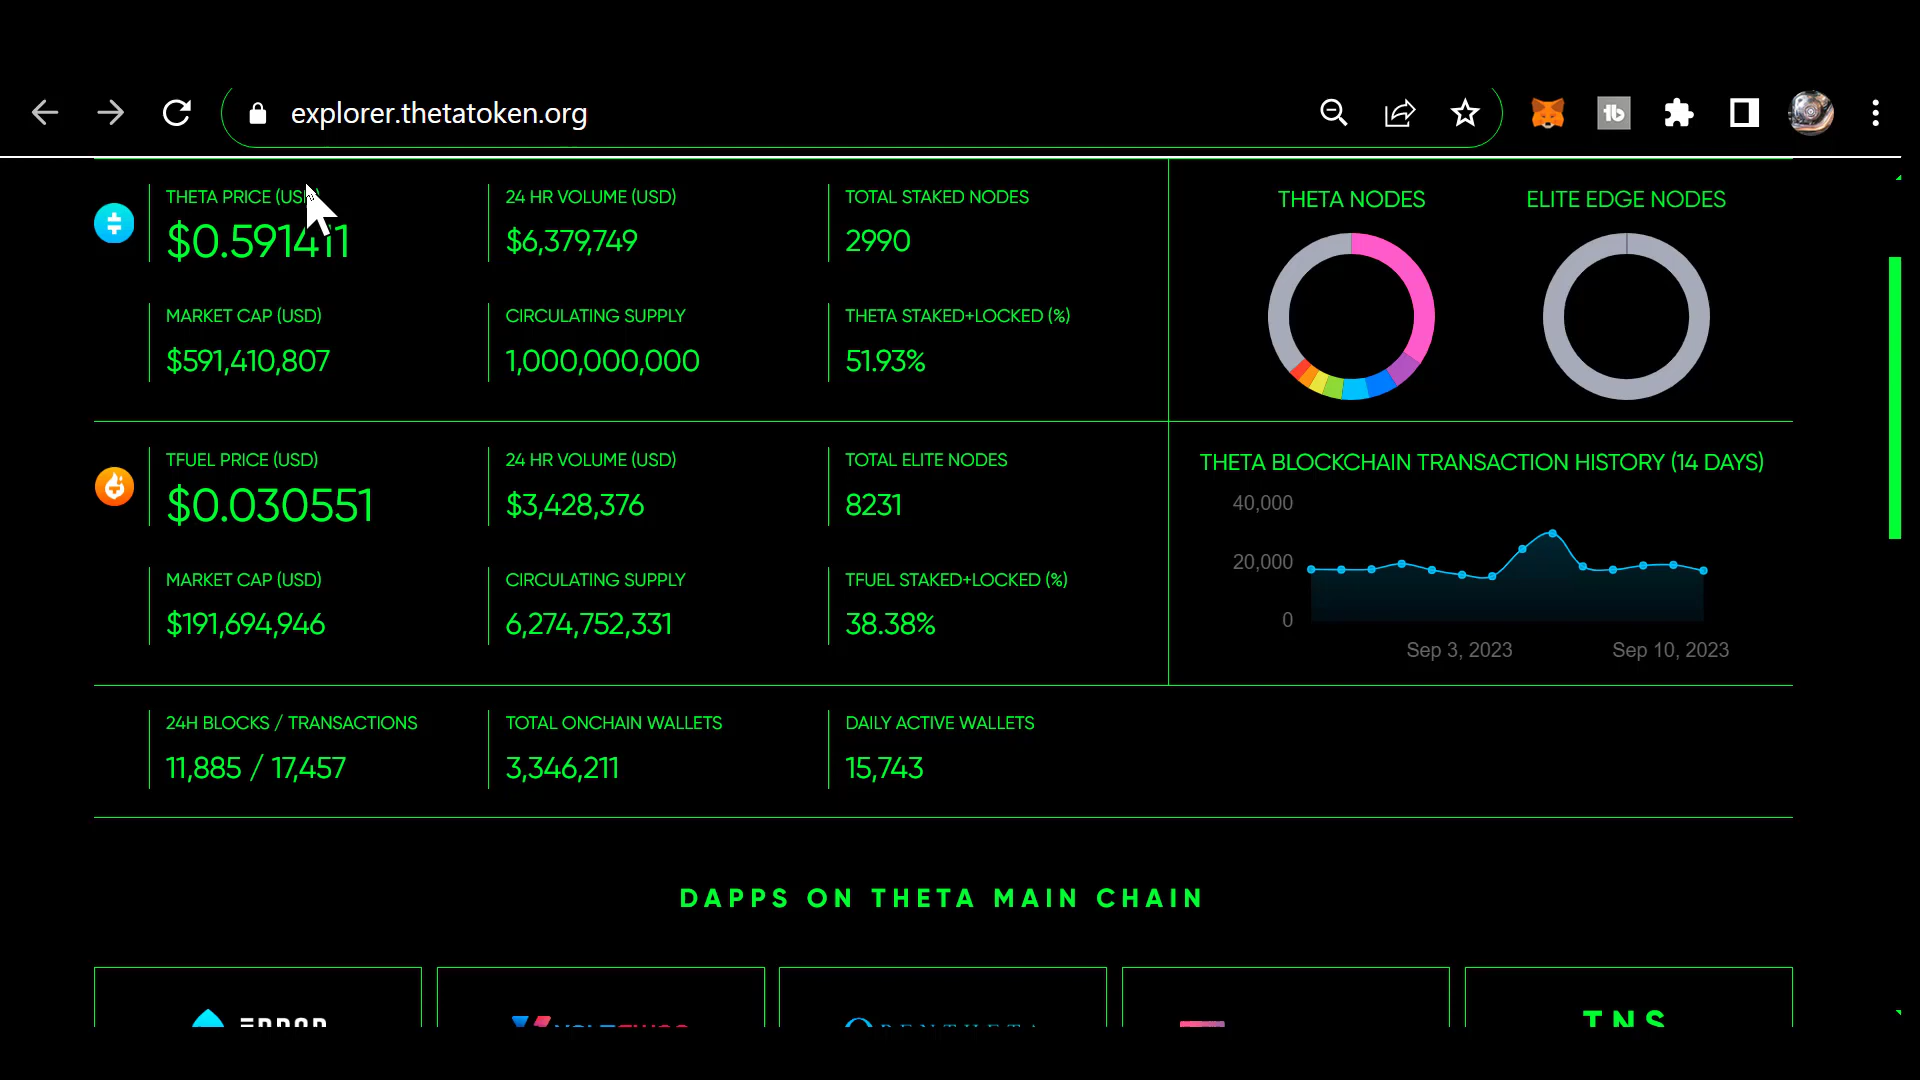 explorer.thetatoken.org
THETA PRICE (USD)
$0.591411
24 HR VOLUME (USD)
$6,379,749
TOTAL STAKED NODES
2990
MARKET CAP (USD)
$591,410,807
CIRCULATING SUPPLY
1,000,000,000
THETA STAKED+LOCKED (%)
51.93%
THETA NODES
ELITE EDGE NODES
TFUEL PRICE (USD)
$0.030551
24 HR VOLUME (USD)
$3,428,376
TOTAL ELITE NODES
8231
MARKET CAP (USD)
$191,694,946
CIRCULATING SUPPLY
6,274,752,331
TFUEL STAKED+LOCKED (%)
38.38%
THETA BLOCKCHAIN TRANSACTION HISTORY (14 DAYS)
40,000
20,000
0
Sep 3, 2023
Sep 10, 2023
24H BLOCKS / TRANSACTIONS
11,885 / 17,457
TOTAL ONCHAIN WALLETS
3,346,211
DAILY ACTIVE WALLETS
15,743
DAPPS ON THETA MAIN CHAIN
OPENTHETA
TNS